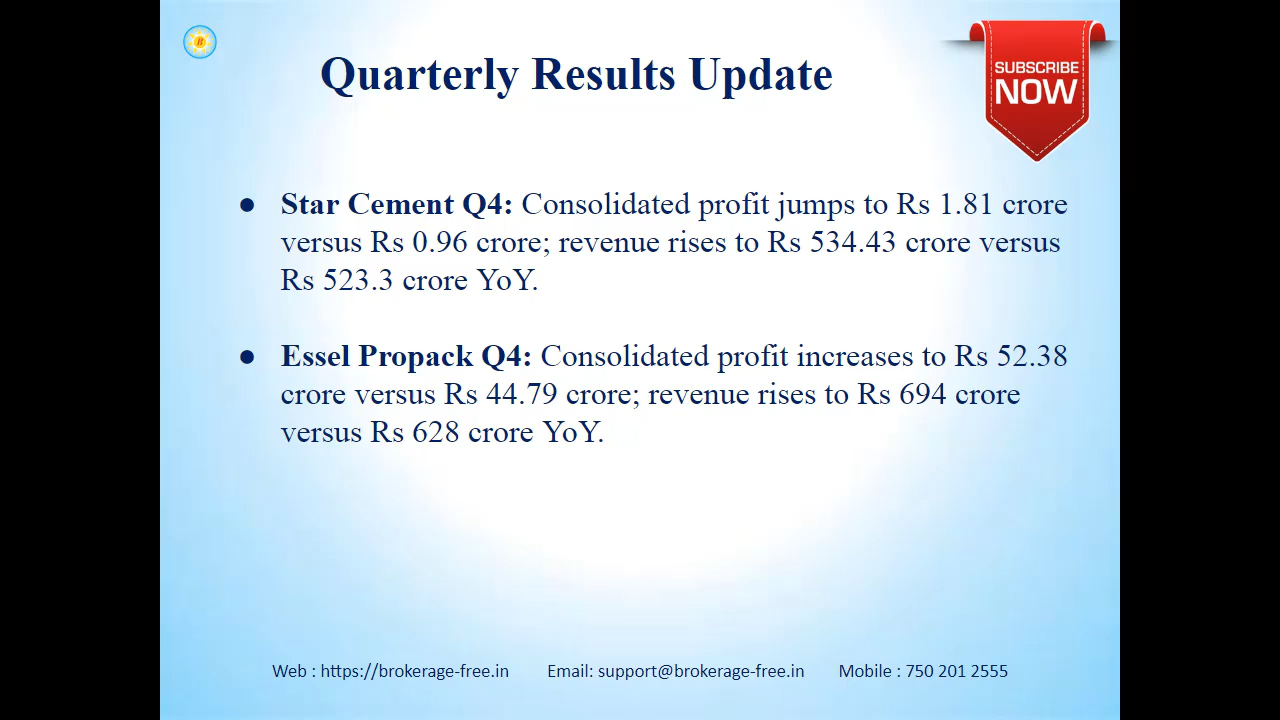 Quarterly Results Update
SUBSCRIBE
NOW
● Star Cement Q4: Consolidated profit jumps to Rs 1.81 crore
versus Rs 0.96 crore; revenue rises to Rs 534.43 crore versus
Rs 523.3 crore YoY.
● Essel Propack Q4: Consolidated profit increases to Rs 52.38
crore versus Rs 44.79 crore; revenue rises to Rs 694 crore
versus Rs 628 crore YoY.
Web : https://brokerage-free.in Email: support@brokerage-free.in Mobile : 750 201 2555